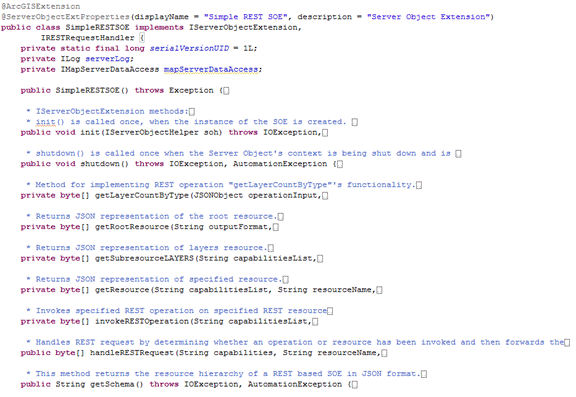 @ArcGISExtension
@ServerObjectExtProperties(displayName = "Simple REST SOE", description = "Server Object Extension")
public class SimpleRESTSOE implements IServerObjectExtension,
IRESTRequestHandler {
private static final long serialVersionUID = 1L;
private ILog serverLog;
private IMapServerDataAccess mapServerDataAccess;
public SimpleRESTSOE() throws Exception {
* IServerObjectExtension methods:
* init() is called once, when the instance of the SOE is created.
public void init(IServerObjectHelper soh) throws IOException,
* shutdown() is called once when the Server Object's context is being shut down and is
public void shutdown() throws IOException, AutomationException {
* Method for implementing REST operation "getLayerCountByType"'s functionality.
private byte[] getLayerCountByType(JSONObject operationInput,
* Returns JSON representation of the root resource.
private byte[] getRootResource(String outputFormat,
* Returns JSON representation of layers resource.
private byte[] getSubresourceLAYERS(String capabilitiesList,
* Returns JSON representation of specified resource.
private byte[] getResource(String capabilitiesList, String resourceName,
* Invokes specified REST operation on specified REST resource
private byte[] invokeRESTOperation(String capabilitiesList,
* Handles REST request by determining whether an operation or resource has been invoked and then forwards the
public byte[] handleRESTRequest(String capabilities, String resourceName,
* This method returns the resource hierarchy of a REST based SOE in JSON format.
public String getSchema() throws IOException, AutomationException {